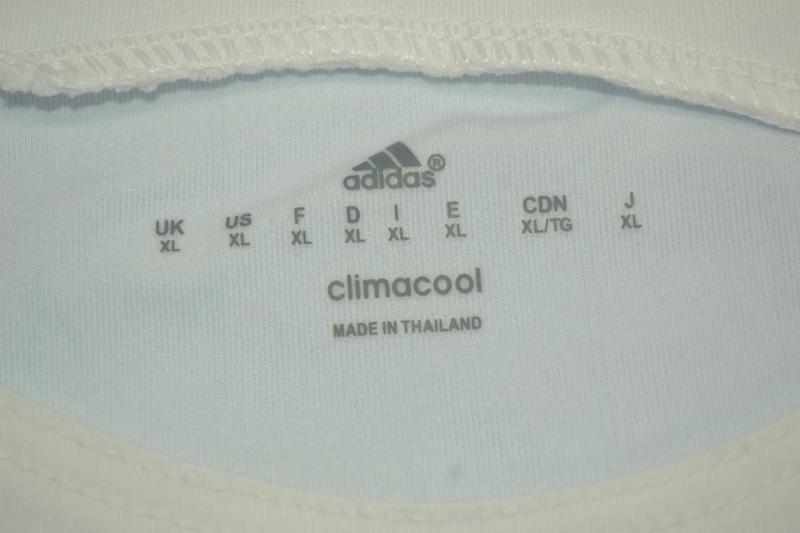 adidas®
UK US F D I E CDN J
XL XL XL XL XL XL XL/TG XL
climacool
MADE IN THAILAND